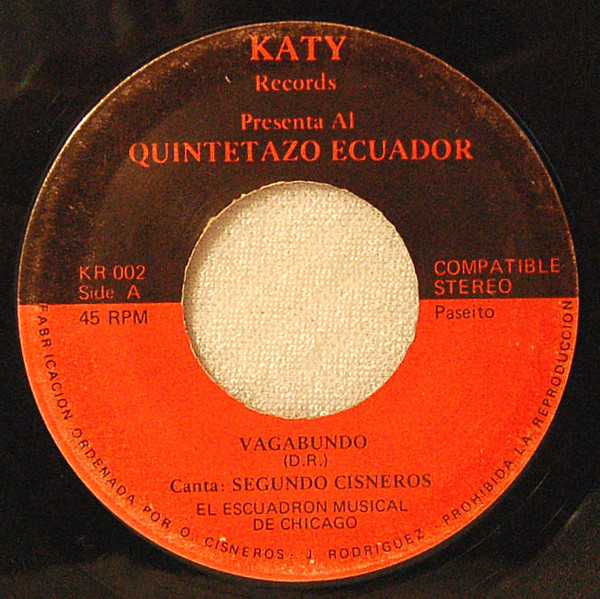 KATY
Records
Presenta Al
QUINTETAZO ECUADOR
KR 002
Side A
45 RPM
COMPATIBLE
STEREO
Paseito
VAGABUNDO
(D.R.)
Canta: SEGUNDO CISNEROS
EL ESCUADRON MUSICAL
DE CHICAGO
FABRICACION ORDENADA POR O. CISNEROS - J. RODRIGUEZ - PROHIBIDA LA REPRODUCCION